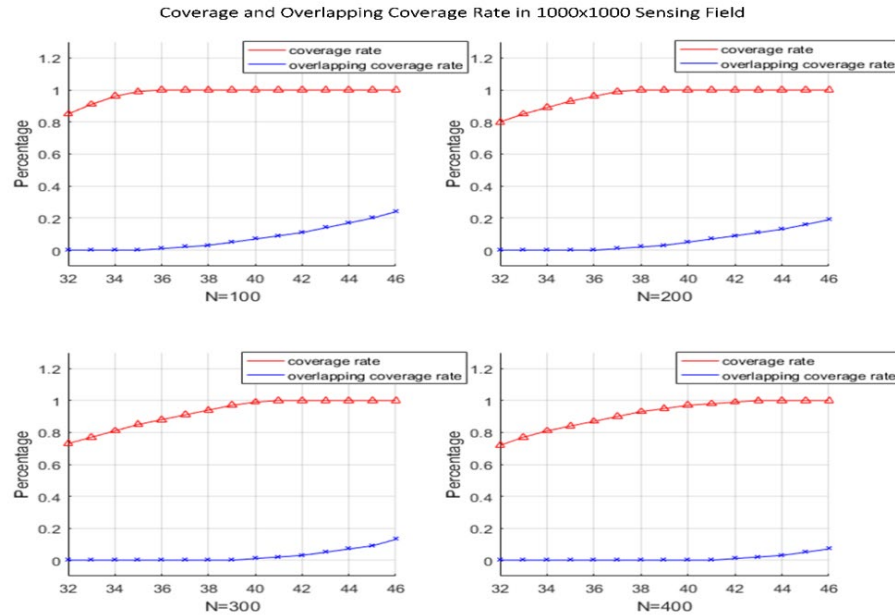 Coverage and Overlapping Coverage Rate in 1000x1000 Sensing Field
coverage rate
overlapping coverage rate
Percentage
1.2
1
0.8
0.6
0.4
0.2
0
32 34 36 38 40 42 44 46
N=100
coverage rate
overlapping coverage rate
Percentage
1.2
1
0.8
0.6
0.4
0.2
0
32 34 36 38 40 42 44 46
N=200
coverage rate
overlapping coverage rate
Percentage
1.2
1
0.8
0.6
0.4
0.2
0
32 34 36 38 40 42 44 46
N=300
coverage rate
overlapping coverage rate
Percentage
1.2
1
0.8
0.6
0.4
0.2
0
32 34 36 38 40 42 44 46
N=400